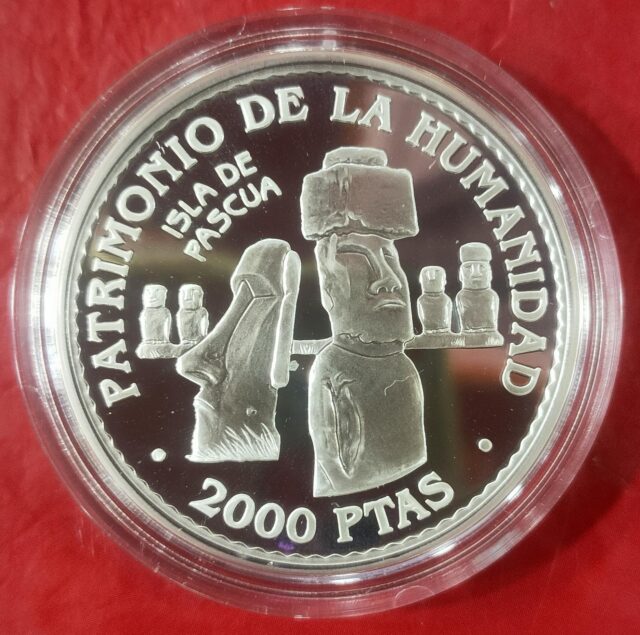 PATRIMONIO DE LA HUMANIDAD
ISLA DE
PASCUA
2000 PTAS